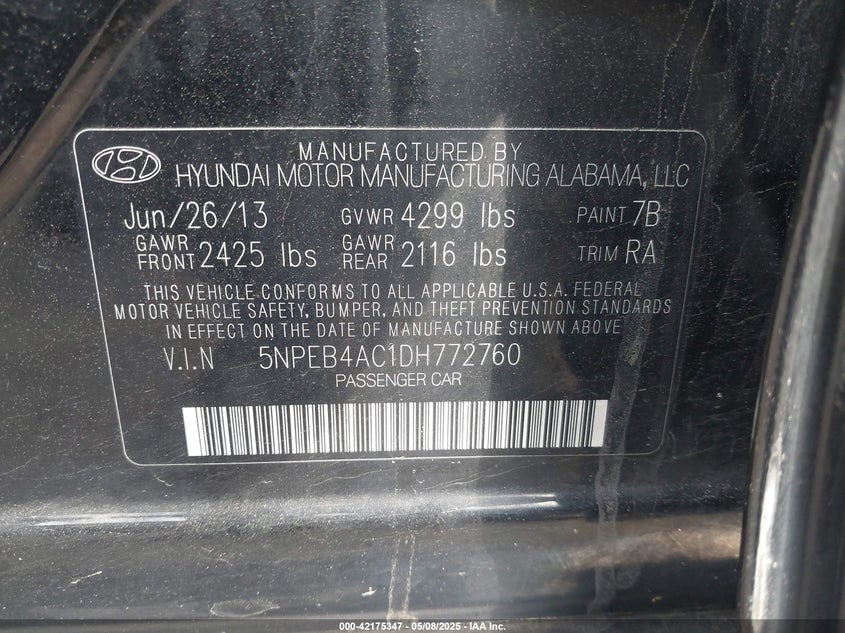 MANUFACTURED BY
HYUNDAI MOTOR MANUFACTURING ALABAMA, LLC
Jun/26/13 GVWR 4299 lbs PAINT 7B
GAWR FRONT 2425 lbs GAWR REAR 2116 lbs TRIM RA
THIS VEHICLE CONFORMS TO ALL APPLICABLE U.S.A. FEDERAL
MOTOR VEHICLE SAFETY, BUMPER, AND THEFT PREVENTION STANDARDS
IN EFFECT ON THE DATE OF MANUFACTURE SHOWN ABOVE
V.I.N 5NPEB4AC1DH772760
PASSENGER CAR
000-42175347 - 05/08/2025 - IAA Inc.